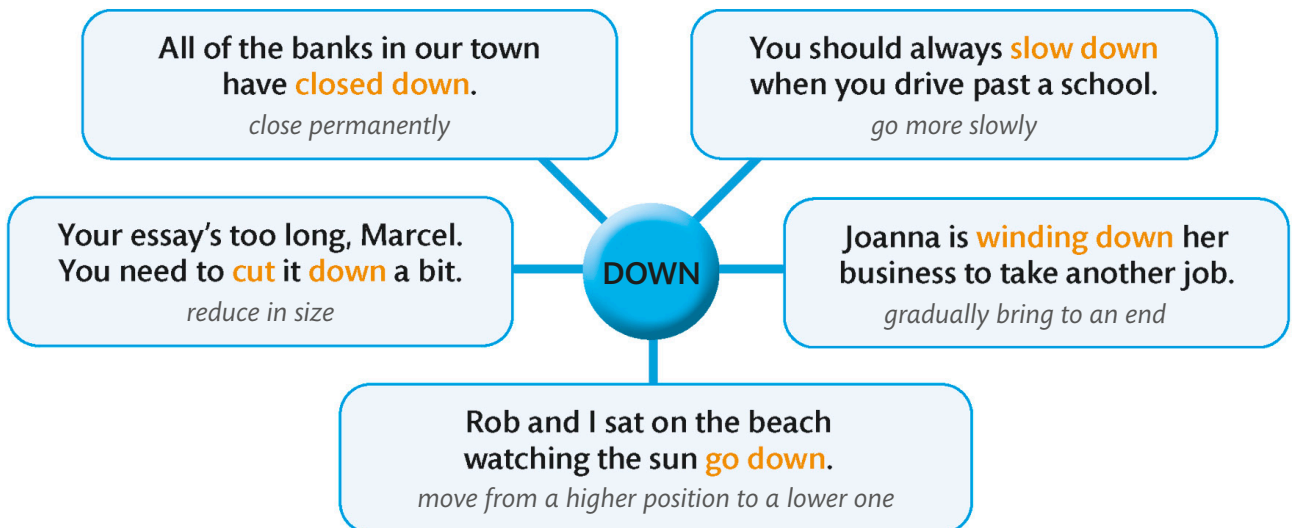 All of the banks in our town
have closed down.
close permanently
You should always slow down
when you drive past a school.
go more slowly
Your essay's too long, Marcel.
You need to cut it down a bit.
reduce in size
DOWN
Joanna is winding down her
business to take another job.
gradually bring to an end
Rob and I sat on the beach
watching the sun go down.
move from a higher position to a lower one